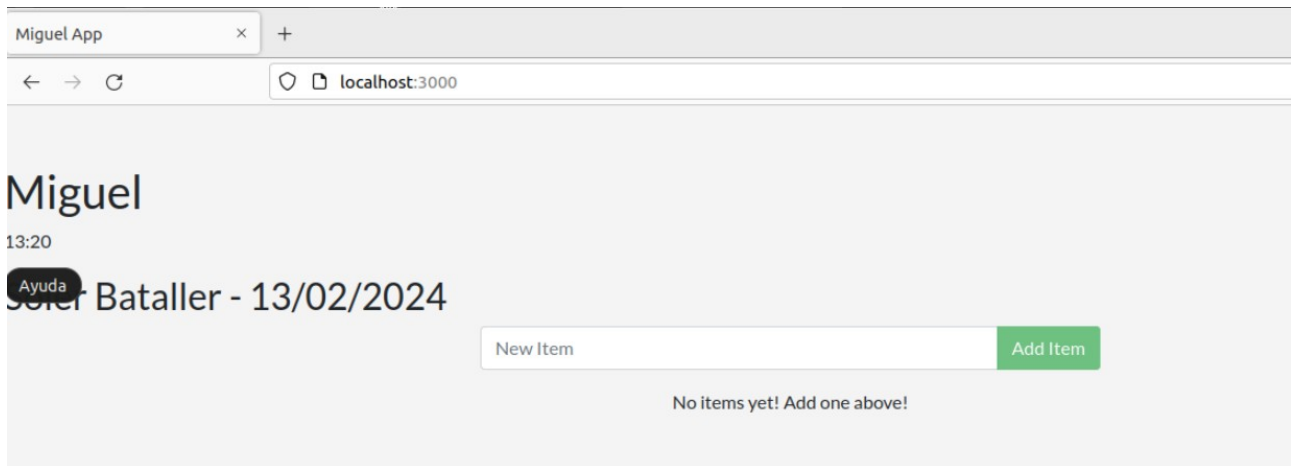 Miguel App
localhost:3000
Miguel
13:20
Ayuda
Bataller - 13/02/2024
New Item Add Item
No items yet! Add one above!